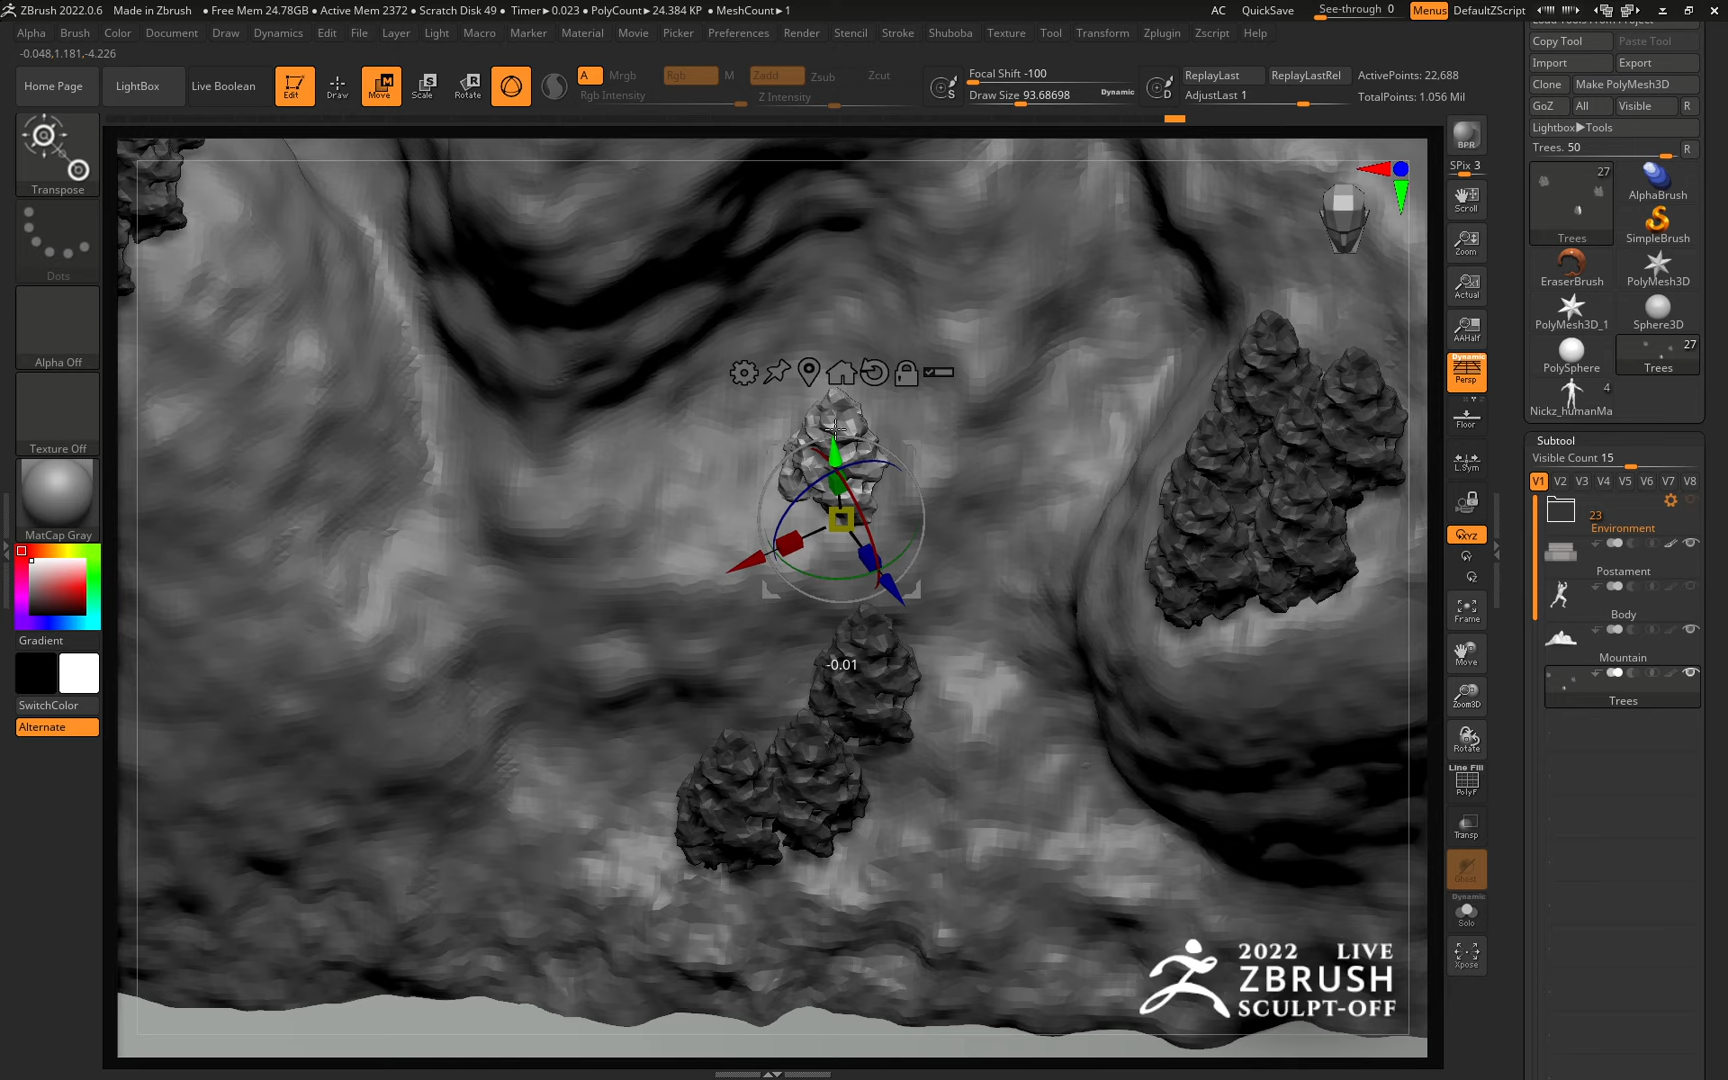 ZBrush 2022.0.6 Made in Zbrush • Free Mem 24.78GB • Active Mem 2372 • Scratch Disk 49 • Timer▶0.023 • PolyCount▶24.384 KP • MeshCount▶1 AC QuickSave See-through 0 Menus DefaultZScript
Alpha Brush Color Document Draw Dynamics Edit File Layer Light Macro Marker Material Movie Picker Preferences Render Stencil Stroke Shuboba Texture Tool Transform Zplugin Zscript Help
-0.048,1.181,-4.226
Home Page LightBox Live Boolean Edit Draw Move Scale Rotate
A Mrgb Rgb M Zadd Zsub Zcut
Rgb Intensity Z Intensity
S Focal Shift -100
Draw Size 93.68698 Dynamic
D ReplayLast ReplayLastRel
AdjustLast 1
ActivePoints: 22,688
TotalPoints: 1.056 Mil
Transpose
Dots
Alpha Off
Texture Off
MatCap Gray
Gradient
SwitchColor
Alternate
-0.01
2022 LIVE
ZBRUSH
SCULPT-OFF
BPR
SPix 3
Scroll
Zoom
Actual
AAHalf
Dynamic
Persp
Floor
L.Sym
XYZ
Y
Z
Frame
Move
Zoom3D
Rotate
Line Fill
PolyF
Transp
Ghost
Dynamic
Solo
Xpose
Load Tools From Project
Copy Tool Paste Tool
Import Export
Clone Make PolyMesh3D
GoZ All Visible R
Lightbox▶Tools
Trees. 50 R
27
Trees
AlphaBrush
SimpleBrush
EraserBrush PolyMesh3D
PolyMesh3D_1 Sphere3D
PolySphere
27
Trees
4
Nickz_humanMa
Subtool
Visible Count 15
V1 V2 V3 V4 V5 V6 V7 V8
23
Environment
Postament
Body
Mountain
Trees